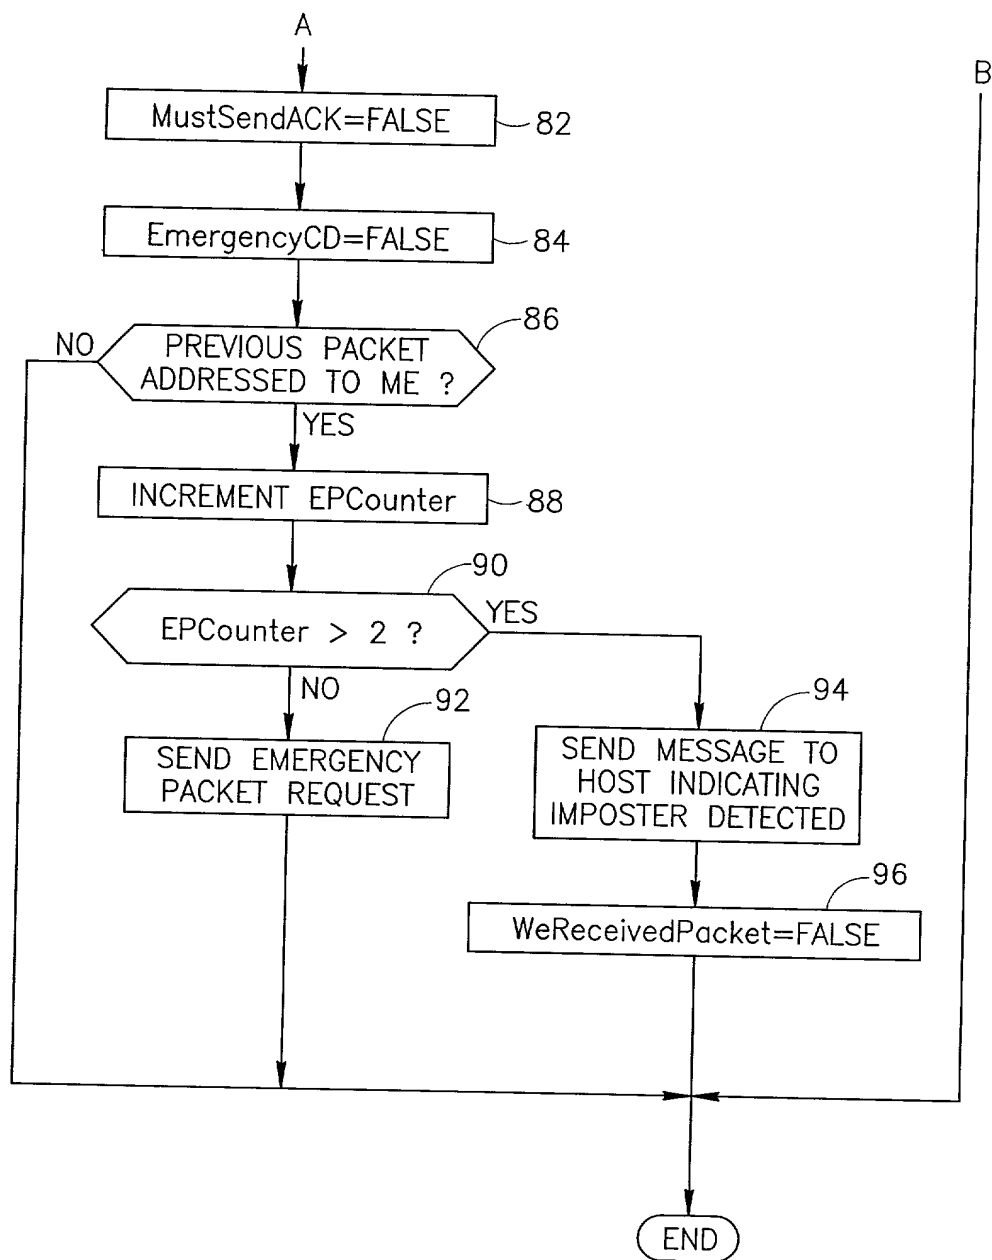 A
B
MustSendACK=FALSE
82
EmergencyCD=FALSE
84
86
NO
PREVIOUS PACKET
ADDRESSED TO ME ?
YES
INCREMENT EPCounter
88
90
EPCounter > 2 ?
YES
NO
92
94
SEND EMERGENCY
PACKET REQUEST
SEND MESSAGE TO
HOST INDICATING
IMPOSTER DETECTED
96
WeReceivedPacket=FALSE
END